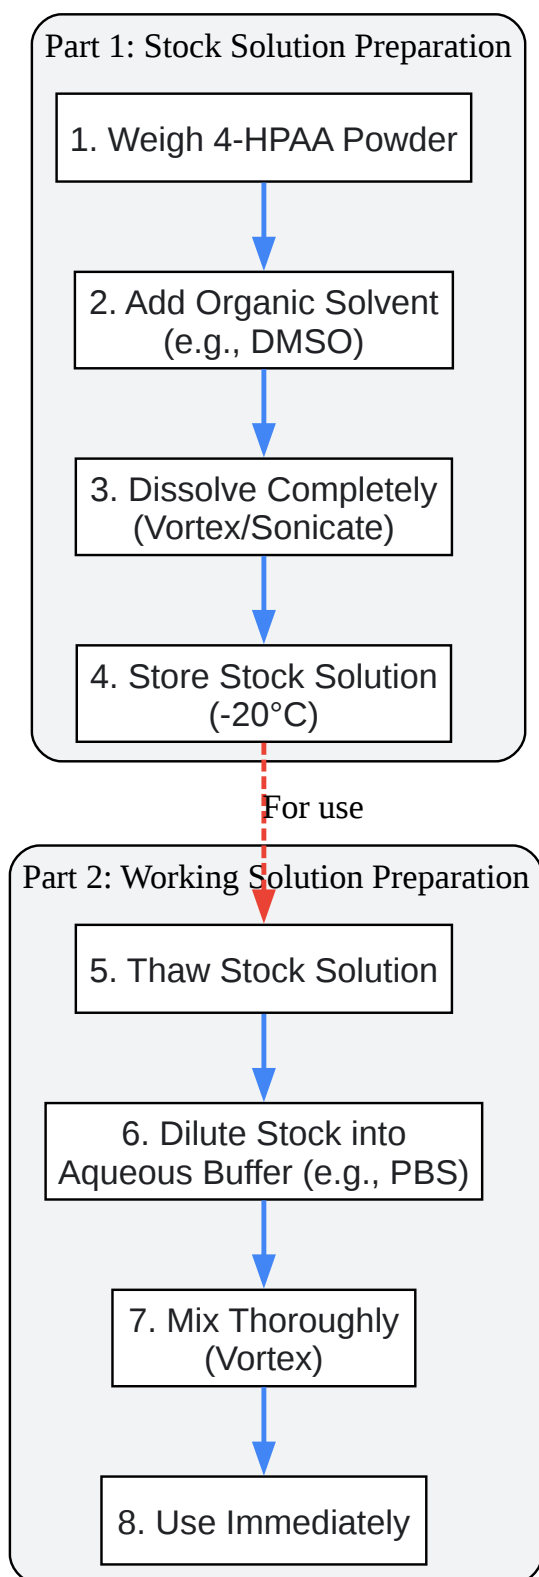 Part 1: Stock Solution Preparation
1. Weigh 4-HPAA Powder
2. Add Organic Solvent
(e.g., DMSO)
3. Dissolve Completely
(Vortex/Sonicate)
4. Store Stock Solution
(-20°C)
For use
Part 2: Working Solution Preparation
5. Thaw Stock Solution
6. Dilute Stock into
Aqueous Buffer (e.g., PBS)
7. Mix Thoroughly
(Vortex)
8. Use Immediately